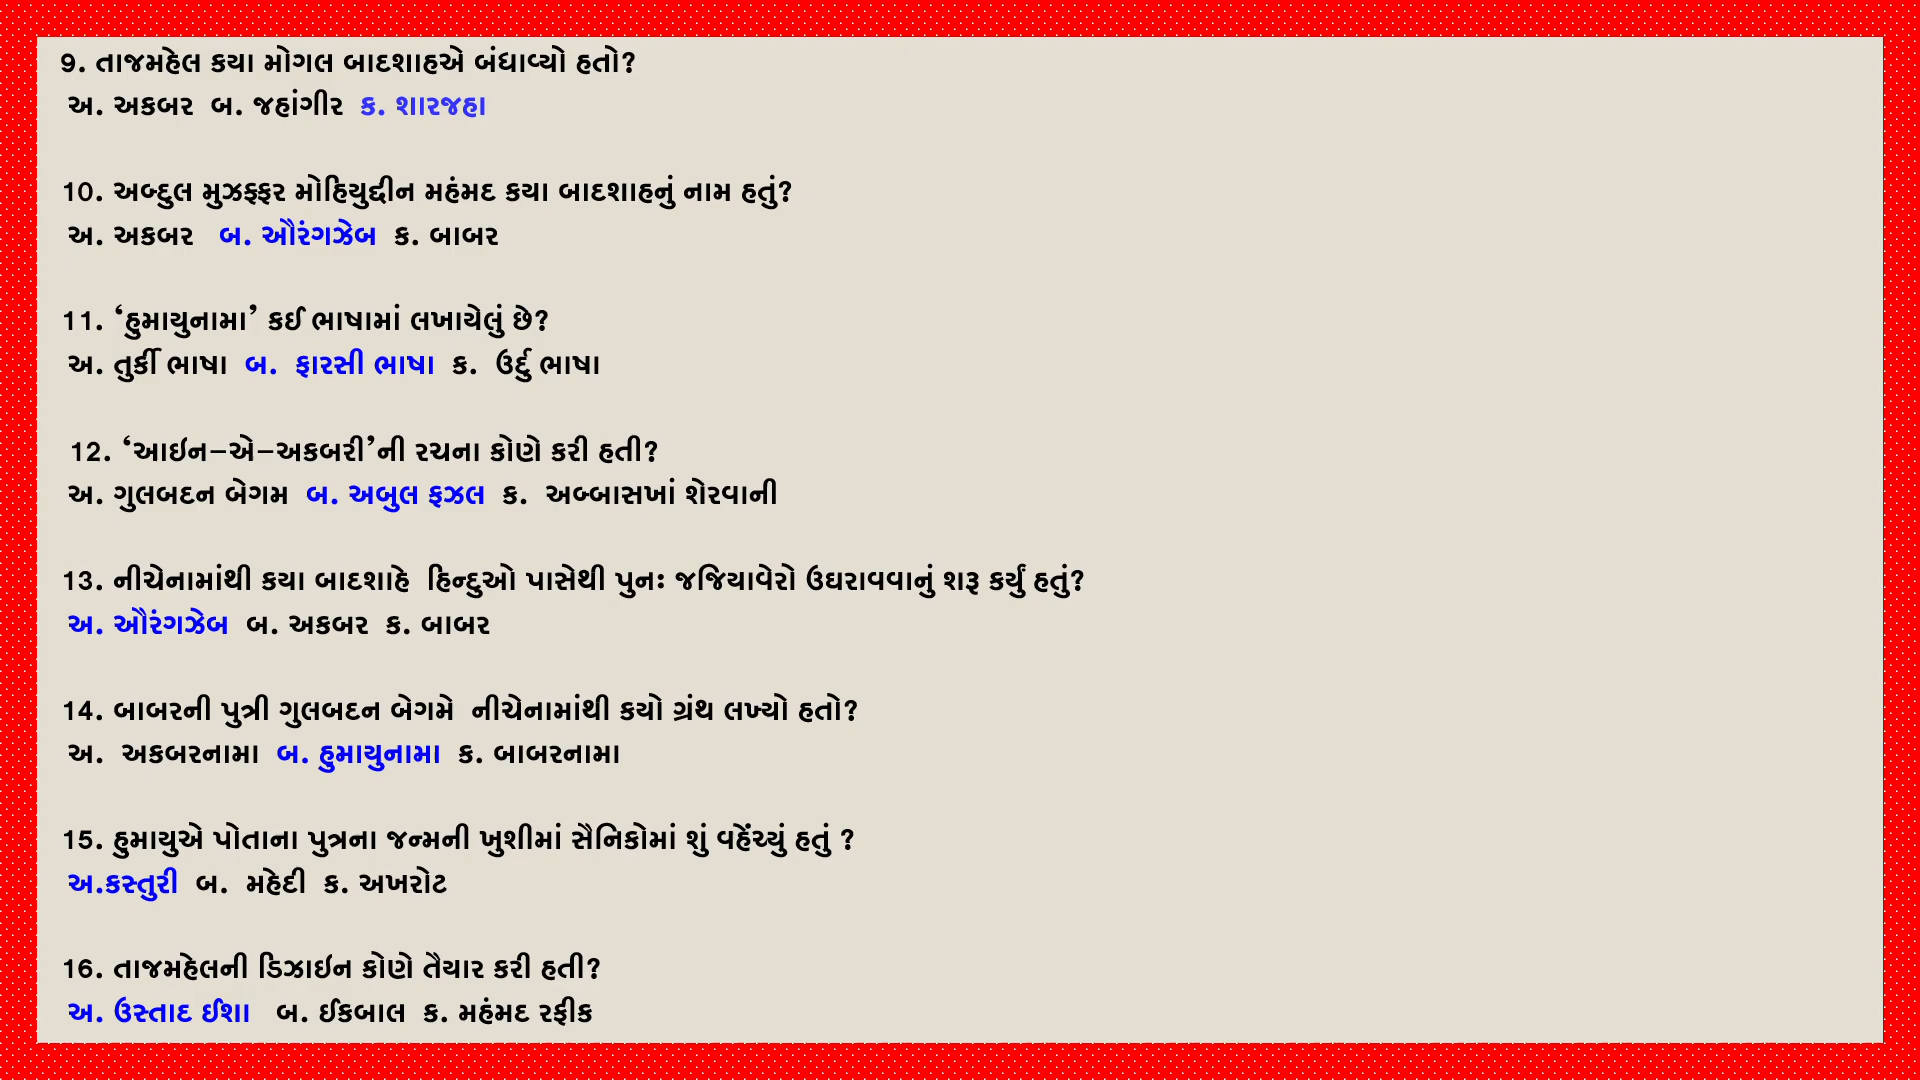 9. તાજમહેલ કયા મોગલ બાદશાહએ બંધાવ્યો હતો?
અ. અકબર બ. જહાંગીર ક. શારજહા
10. અબ્દુલ મુઝફ્ફર મોહિયુદ્દીન મહંમદ કયા બાદશાહનું નામ હતું?
અ. અકબર બ. ઔરંગઝેબ ક. બાબર
11. ‘હુમાયુનામા’ કઈ ભાષામાં લખાયેલું છે?
અ. તુર્કી ભાષા બ. ફારસી ભાષા ક. ઉર્દુ ભાષા
12. ‘આઇન–એ–અકબરી’ની રચના કોણે કરી હતી?
અ. ગુલબદન બેગમ બ. અબુલ ફઝલ ક. અબ્બાસખાં શેરવાની
13. નીચેનામાંથી કયા બાદશાહે હિન્દુઓ પાસેથી પુનઃ જજિયાવેરો ઉઘરાવવાનું શરૂ કર્યું હતું?
અ. ઔરંગઝેબ બ. અકબર ક. બાબર
14. બાબરની પુત્રી ગુલબદન બેગમે નીચેનામાંથી કયો ગ્રંથ લખ્યો હતો?
અ. અકબરનામા બ. હુમાયુનામા ક. બાબરનામા
15. હુમાયુએ પોતાના પુત્રના જન્મની ખુશીમાં સૈનિકોમાં શું વહેંચ્યું હતું ?
અ.કસ્તુરી બ. મહેદી ક. અખરોટ
16. તાજમહેલની ડિઝાઇન કોણે તૈયાર કરી હતી?
અ. ઉસ્તાદ ઈશા બ. ઈકબાલ ક. મહંમદ રફીક